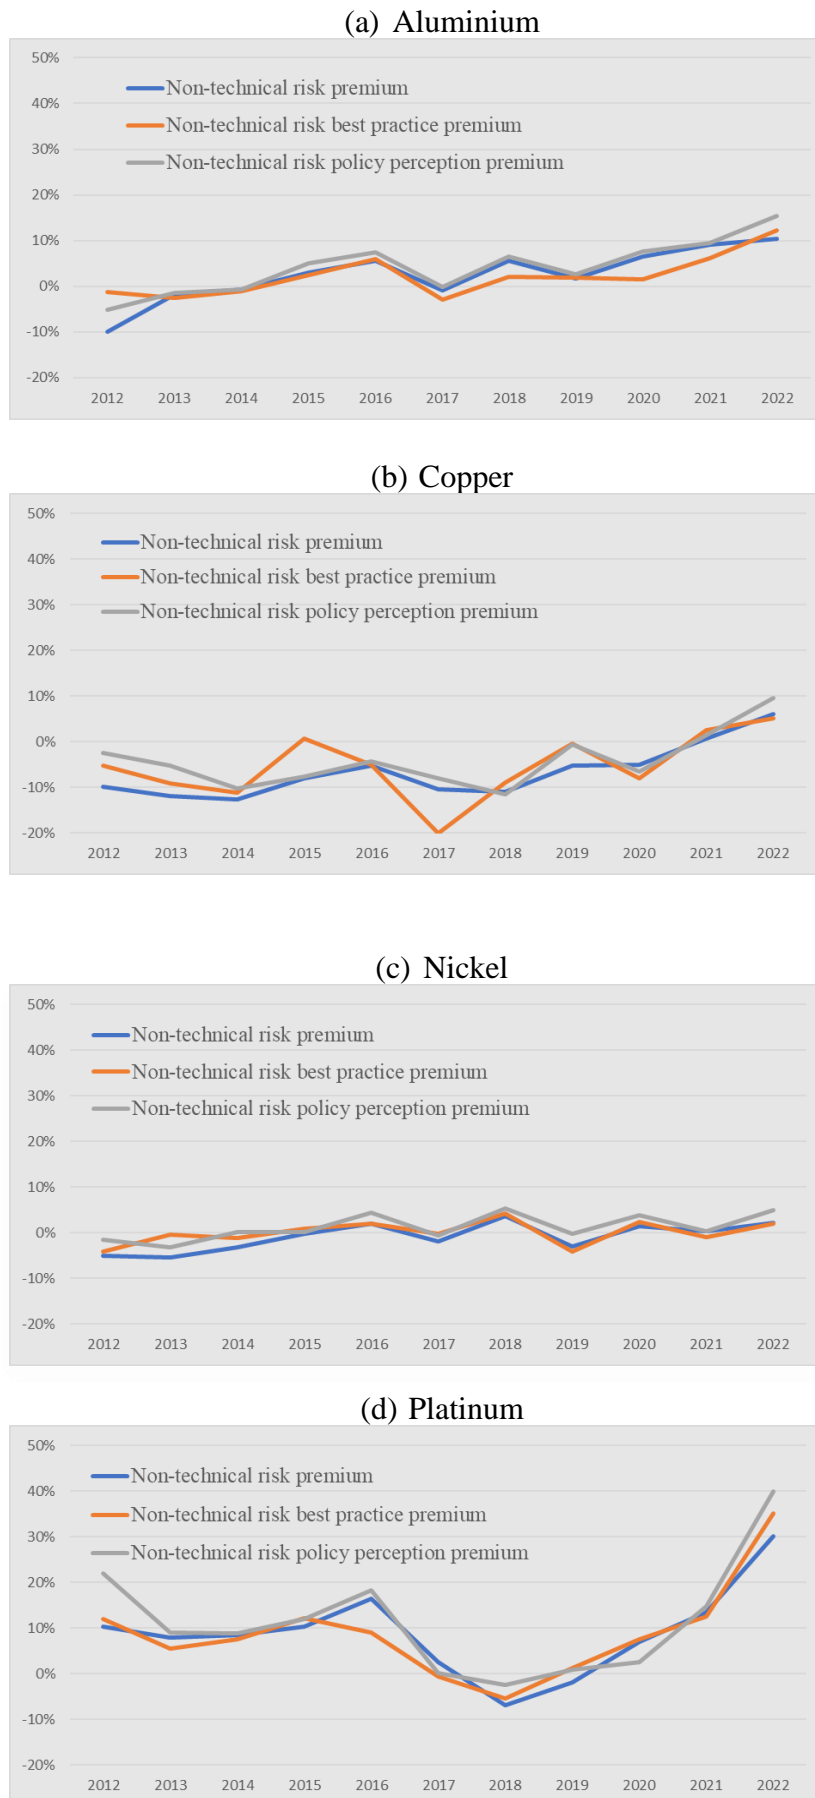 (a) Aluminium
50%
Non-technical risk premium
40%
Non-technical risk best practice premium
30%
Non-technical risk policy perception premium
20%
10%
0%
-10%
-20%
2012 2013 2014 2015 2016 2017 2018 2019 2020 2021 2022
(b) Copper
50%
Non-technical risk premium
40%
Non-technical risk best practice premium
30%
Non-technical risk policy perception premium
20%
10%
0%
-10%
-20%
2012 2013 2014 2015 2016 2017 2018 2019 2020 2021 2022
(c) Nickel
50%
Non-technical risk premium
40%
Non-technical risk best practice premium
30%
Non-technical risk policy perception premium
20%
10%
0%
-10%
-20%
2012 2013 2014 2015 2016 2017 2018 2019 2020 2021 2022
(d) Platinum
50%
Non-technical risk premium
40%
Non-technical risk best practice premium
30%
Non-technical risk policy perception premium
20%
10%
0%
-10%
-20%
2012 2013 2014 2015 2016 2017 2018 2019 2020 2021 2022